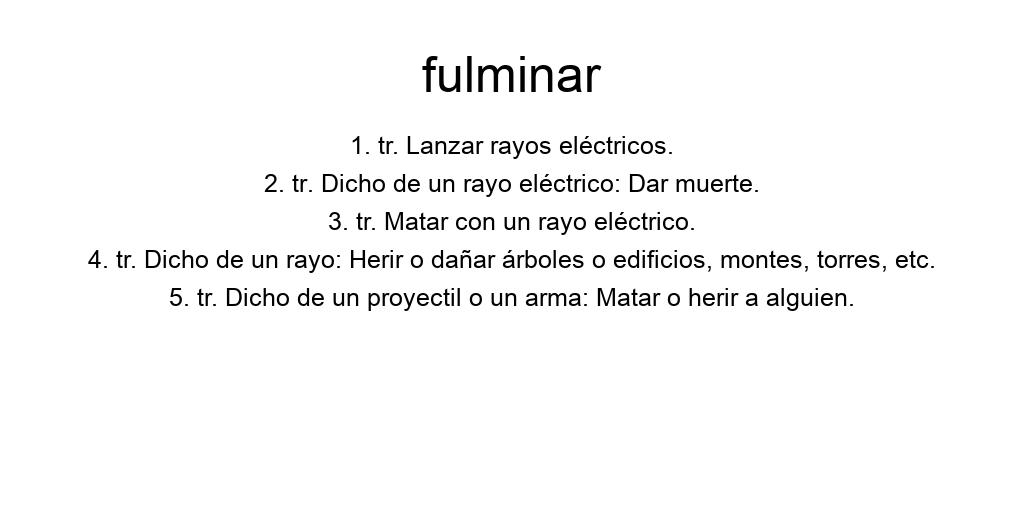 fulminar
1. tr. Lanzar rayos eléctricos.
2. tr. Dicho de un rayo eléctrico: Dar muerte.
3. tr. Matar con un rayo eléctrico.
4. tr. Dicho de un rayo: Herir o dañar árboles o edificios, montes, torres, etc.
5. tr. Dicho de un proyectil o un arma: Matar o herir a alguien.